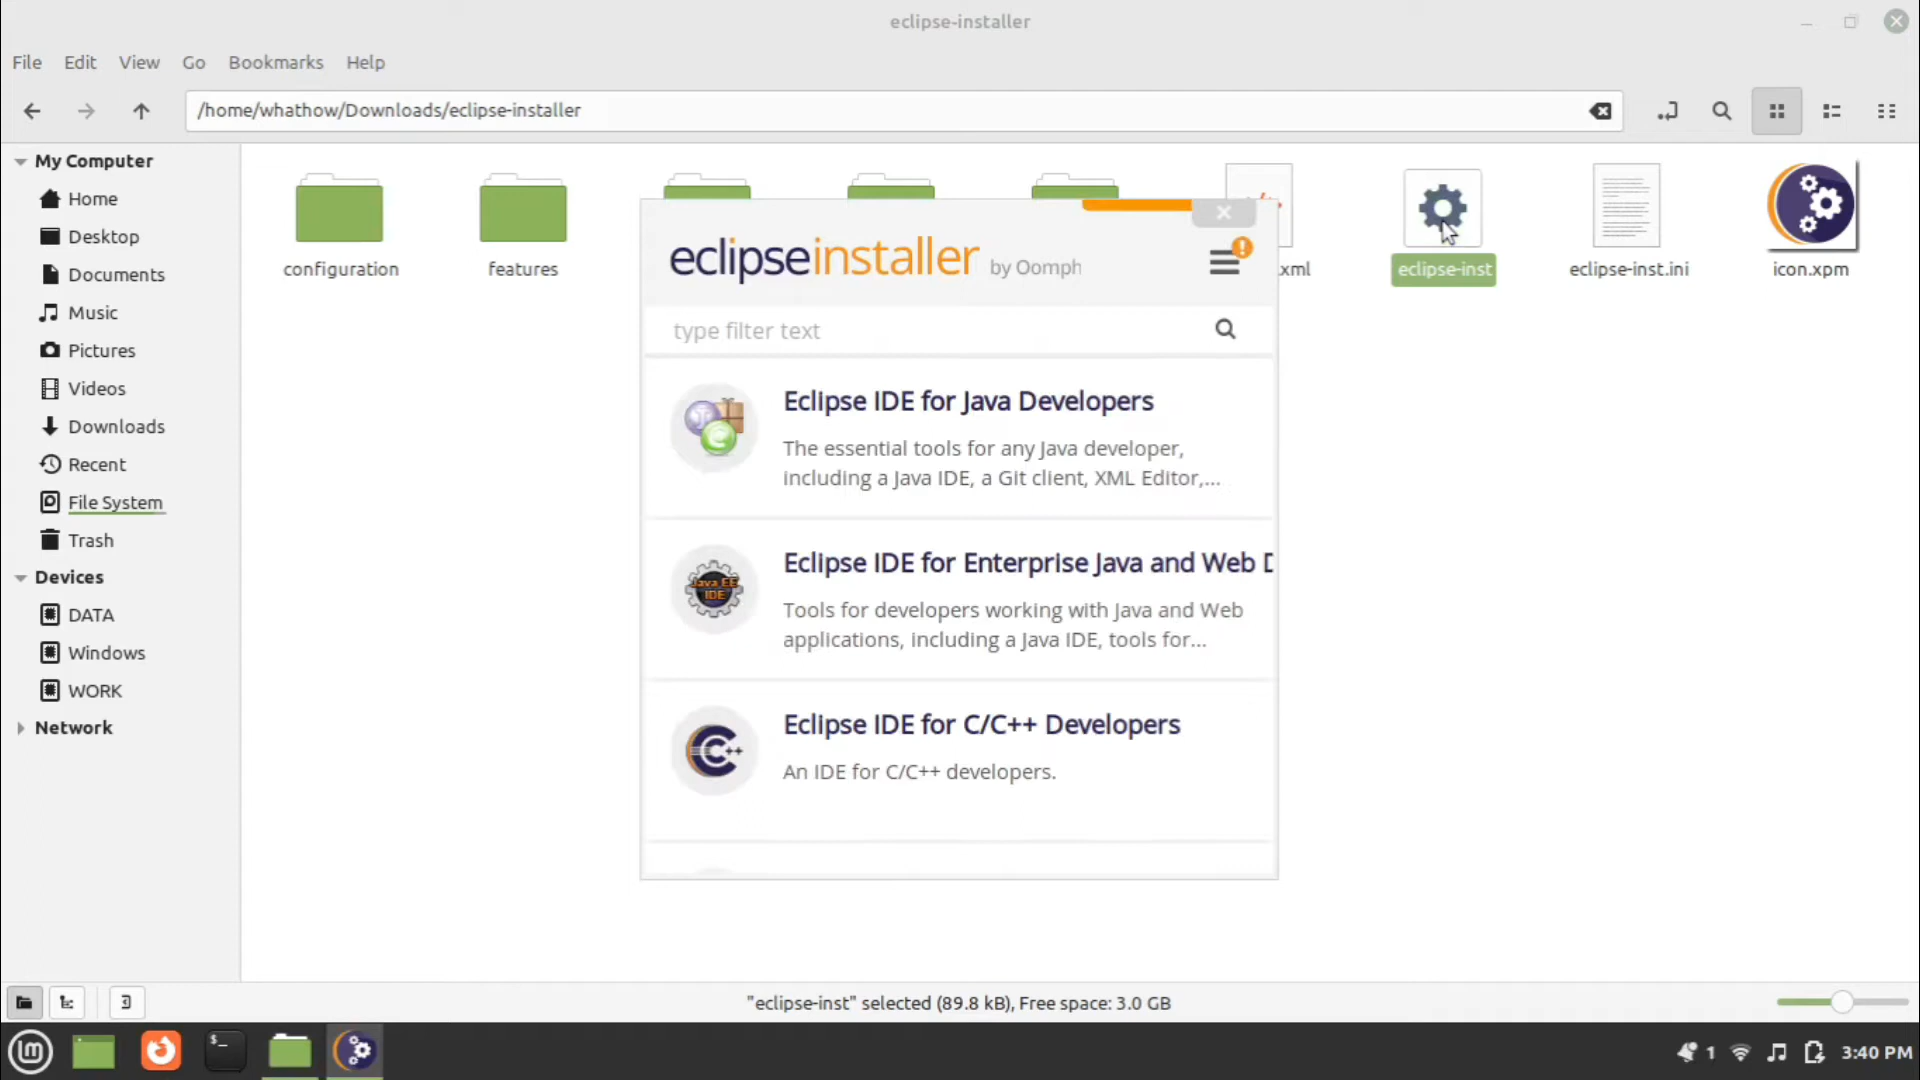 eclipse-installer
File Edit View Go Bookmarks Help
/home/whathow/Downloads/eclipse-installer
My Computer
Home
Desktop
Documents
Music
Pictures
Videos
Downloads
Recent
File System
Trash
Devices
DATA
Windows
WORK
Network
configuration
features
.xml
eclipse-inst
eclipse-inst.ini
icon.xpm
eclipseinstaller by Oomph
type filter text
Eclipse IDE for Java Developers
The essential tools for any Java developer,
including a Java IDE, a Git client, XML Editor,...
Java EE
IDE
Eclipse IDE for Enterprise Java and Web D
Tools for developers working with Java and Web
applications, including a Java IDE, tools for...
C++
Eclipse IDE for C/C++ Developers
An IDE for C/C++ developers.
"eclipse-inst" selected (89.8 kB), Free space: 3.0 GB
1
3:40 PM